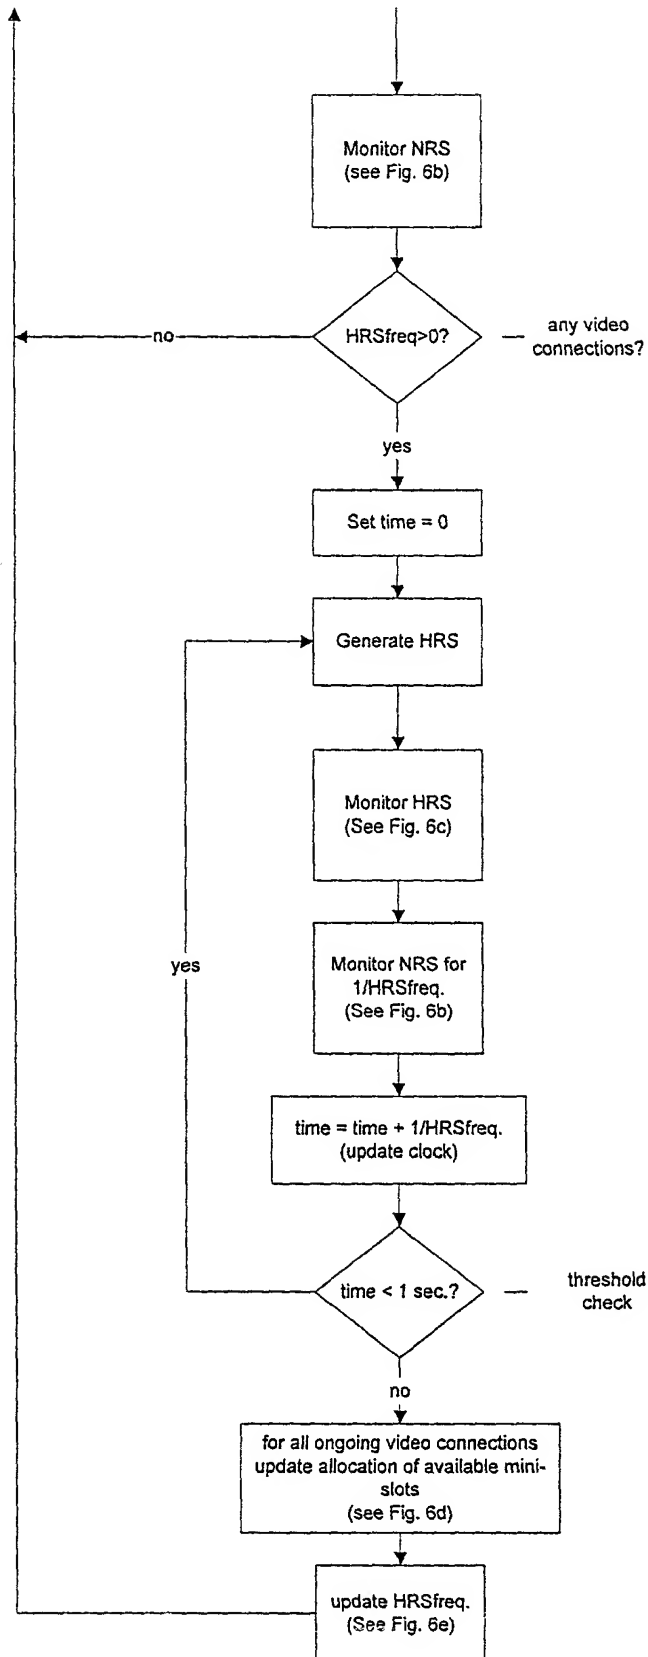 Monitor NRS
(see Fig. 6b)
no
HRSfreq>0?
any video
connections?
yes
Set time = 0
Generate HRS
Monitor HRS
(See Fig. 6c)
yes
Monitor NRS for
1/HRSfreq.
(See Fig. 6b)
time = time + 1/HRSfreq.
(update clock)
time < 1 sec.?
threshold
check
no
for all ongoing video connections
update allocation of available mini-
slots
(see Fig. 6d)
update HRSfreq.
(See Fig. 6e)